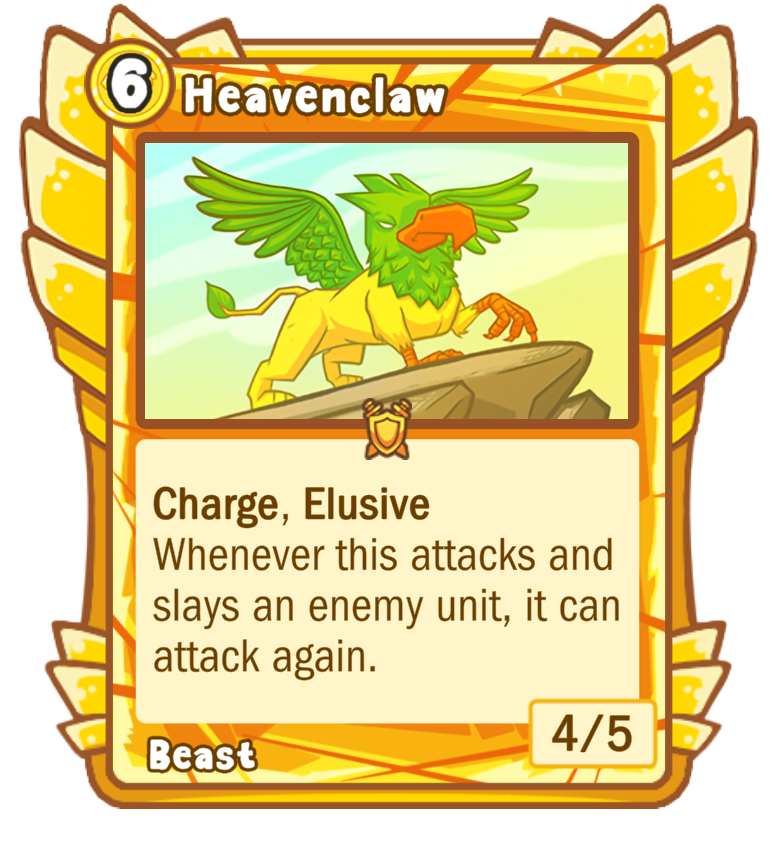 6 Heavenclaw
Charge, Elusive
Whenever this attacks and
slays an enemy unit, it can
attack again.
Beast
4/5